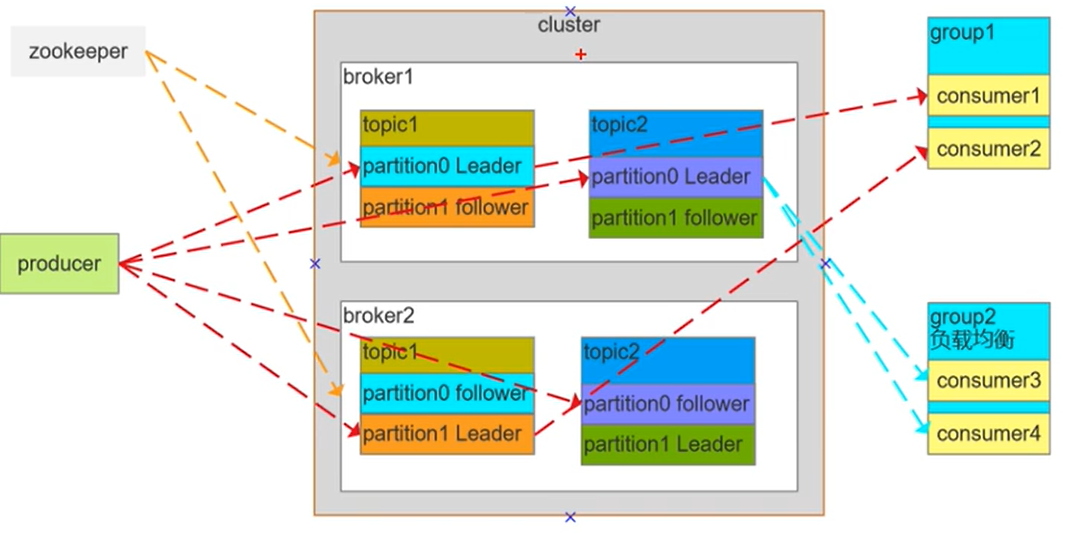 zookeeper
producer
cluster
broker1
topic1
partition0 Leader
partition1 follower
topic2
partition0 Leader
partition1 follower
broker2
topic1
partition0 follower
partition1 Leader
topic2
partition0 follower
partition1 Leader
group1
consumer1
consumer2
group2
负载均衡
consumer3
consumer4